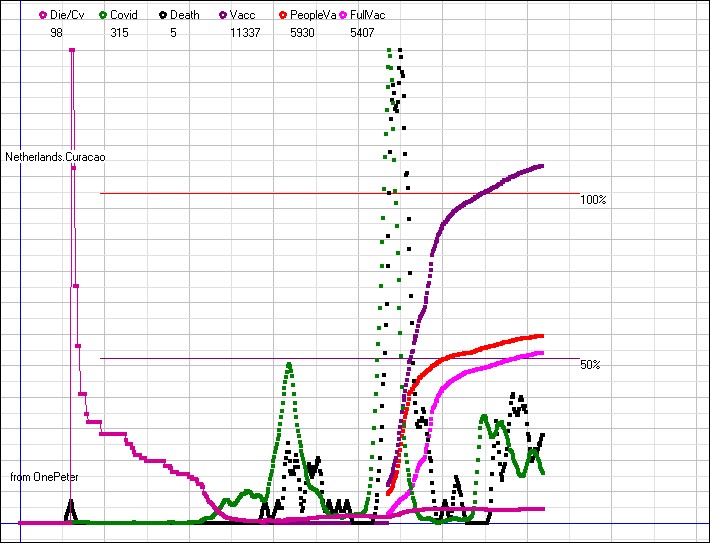 Die/Cv Covid Death Vacc PeopleVa FullVac
98 315 5 11337 5930 5407
Netherlands.Curacao
100%
50%
from OnePeter